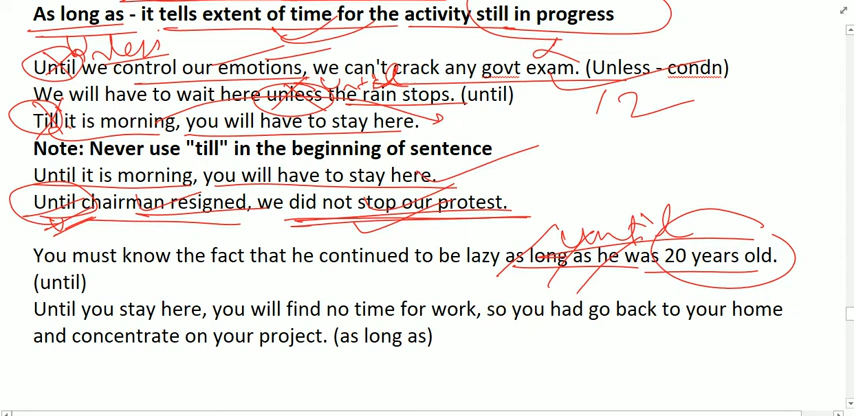 As long as - it tells extent of time for the activity still in progress
Unless
Until we control our emotions, we can't crack any govt exam. (Unless - condn)
until
We will have to wait here unless the rain stops. (until)
12
Till it is morning, you will have to stay here.
Note: Never use "till" in the beginning of sentence
Until it is morning, you will have to stay here.
Until chairman resigned, we did not stop our protest.
until
You must know the fact that he continued to be lazy as long as he was 20 years old.
(until)
Until you stay here, you will find no time for work, so you had go back to your home
and concentrate on your project. (as long as)